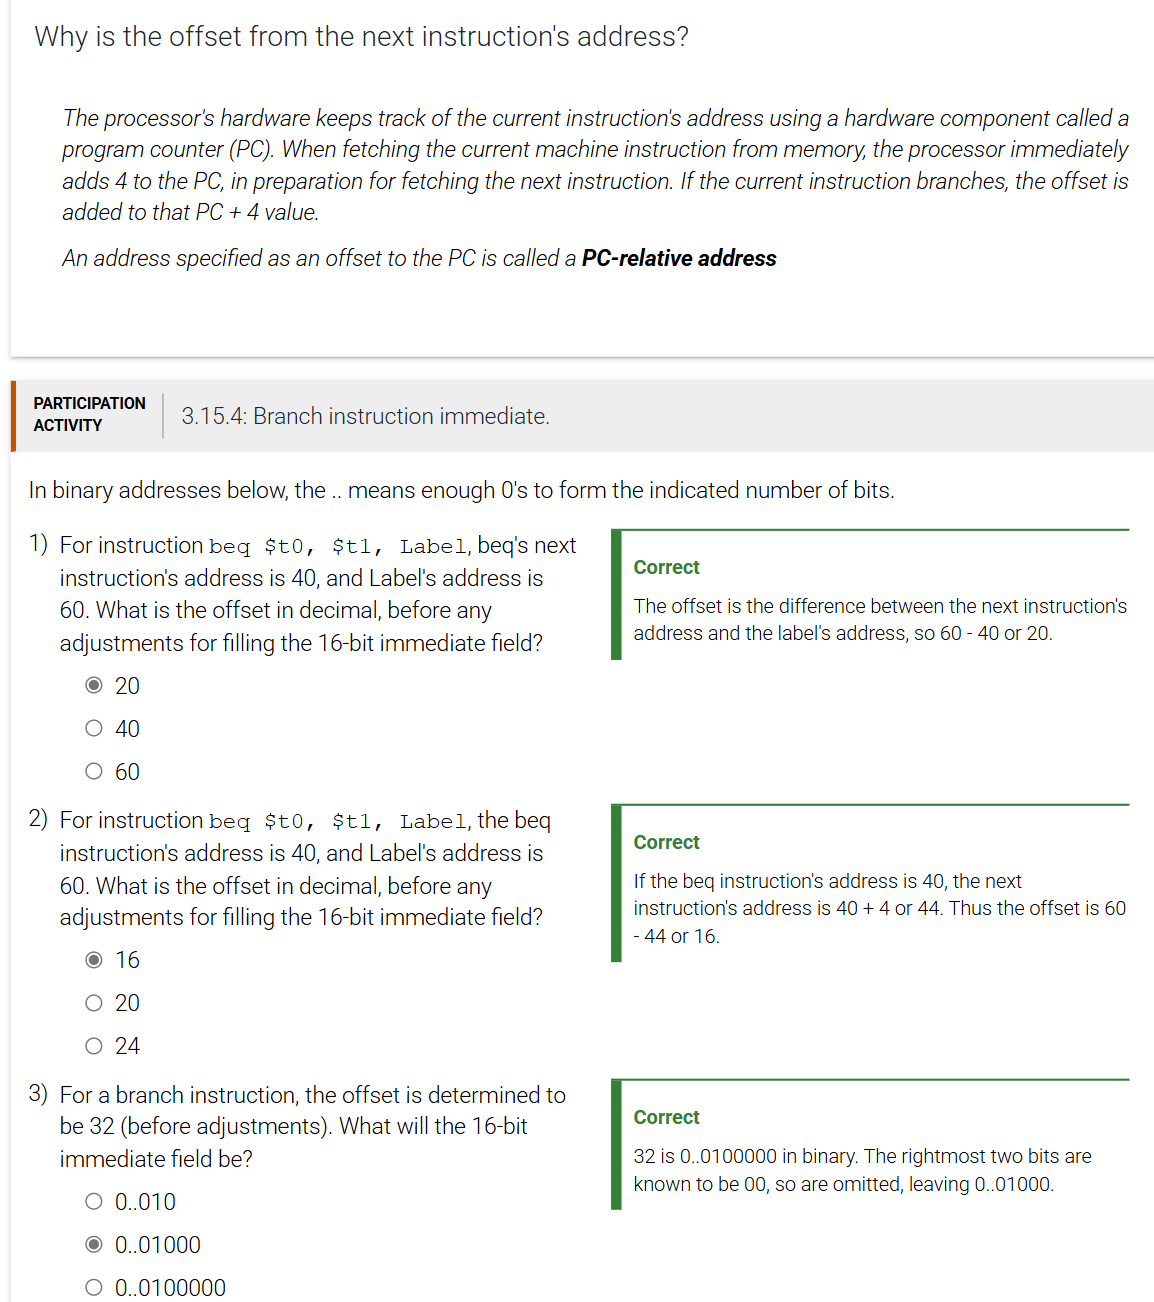 Why is the offset from the next instruction's address?
The processor's hardware keeps track of the current instruction's address using a hardware component called a
program counter (PC). When fetching the current machine instruction from memory, the processor immediately
adds 4 to the PC, in preparation for fetching the next instruction. If the current instruction branches, the offset is
added to that PC + 4 value.
An address specified as an offset to the PC is called a PC-relative address
PARTICIPATION
ACTIVITY
3.15.4: Branch instruction immediate.
In binary addresses below, the .. means enough 0's to form the indicated number of bits.
1) For instruction beq $t0, $t1, Label, beq's next
instruction's address is 40, and Label's address is
60. What is the offset in decimal, before any
adjustments for filling the 16-bit immediate field?
20
40
60
Correct
The offset is the difference between the next instruction's
address and the label's address, so 60 - 40 or 20.
2) For instruction beq $t0, $t1, Label, the beq
instruction's address is 40, and Label's address is
60. What is the offset in decimal, before any
adjustments for filling the 16-bit immediate field?
16
20
24
Correct
If the beq instruction's address is 40, the next
instruction's address is 40 + 4 or 44. Thus the offset is 60
- 44 or 16.
3) For a branch instruction, the offset is determined to
be 32 (before adjustments). What will the 16-bit
immediate field be?
0..010
0..01000
0..0100000
Correct
32 is 0..0100000 in binary. The rightmost two bits are
known to be 00, so are omitted, leaving 0..01000.